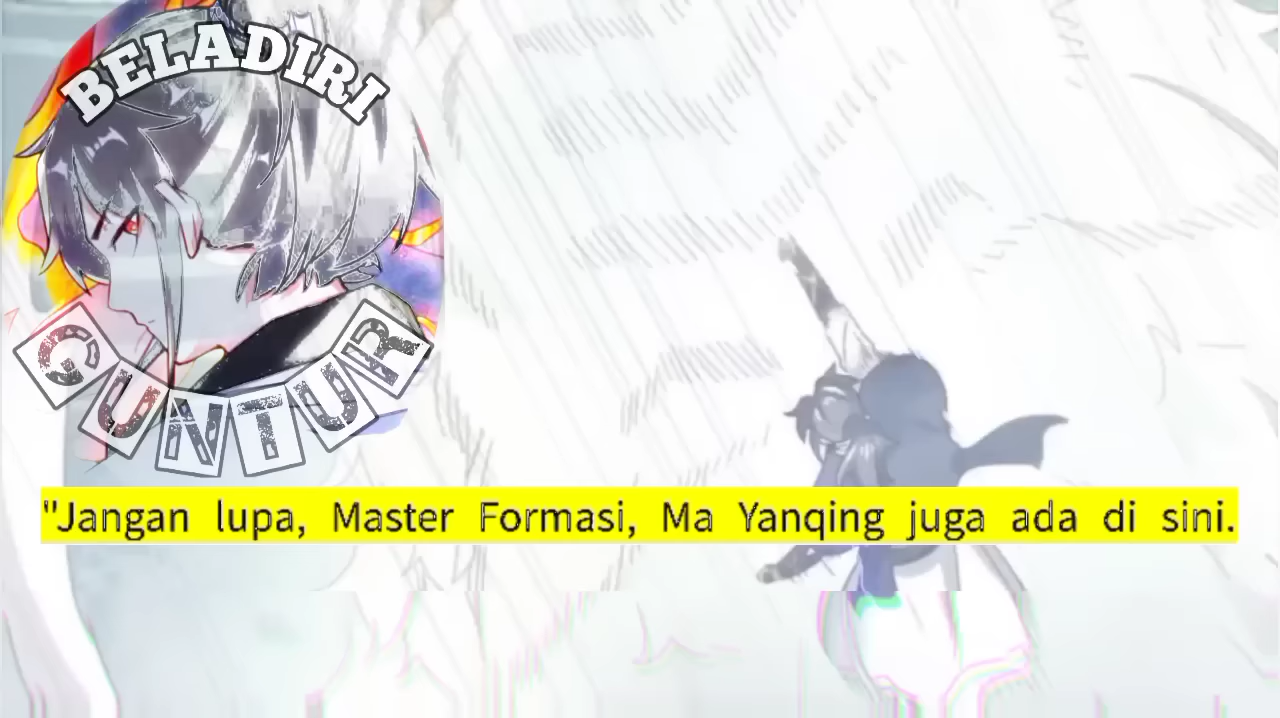 BELADIRI
GUNTUR
"Jangan lupa, Master Formasi, Ma Yanqing juga ada di sini.